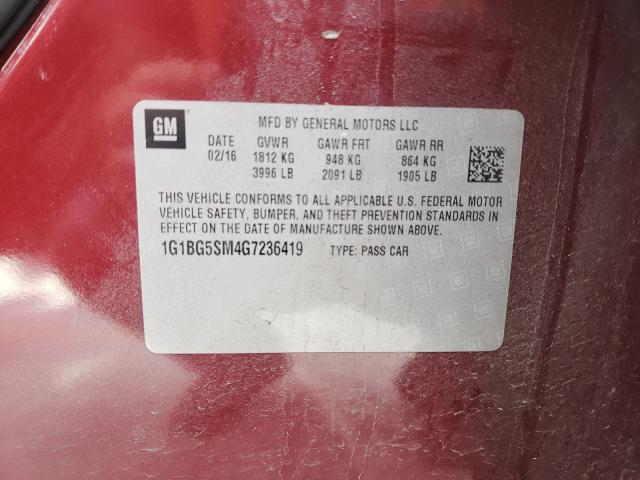 GM
MFD BY GENERAL MOTORS LLC
DATE GVWR GAWR FRT GAWR RR
02/16 1812 KG 948 KG 864 KG
3996 LB 2091 LB 1905 LB
THIS VEHICLE CONFORMS TO ALL APPLICABLE U.S. FEDERAL MOTOR
VEHICLE SAFETY, BUMPER, AND THEFT PREVENTION STANDARDS IN
EFFECT ON THE DATE OF MANUFACTURE SHOWN ABOVE.
1G1BG5SM4G7236419 TYPE: PASS CAR